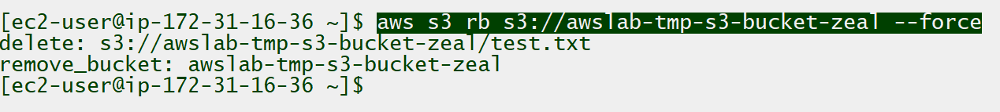 [ec2-user@ip-172-31-16-36 ~]$ aws s3 rb s3://awslab-tmp-s3-bucket-zeal --force
delete: s3://awslab-tmp-s3-bucket-zeal/test.txt
remove_bucket: awslab-tmp-s3-bucket-zeal
[ec2-user@ip-172-31-16-36 ~]$